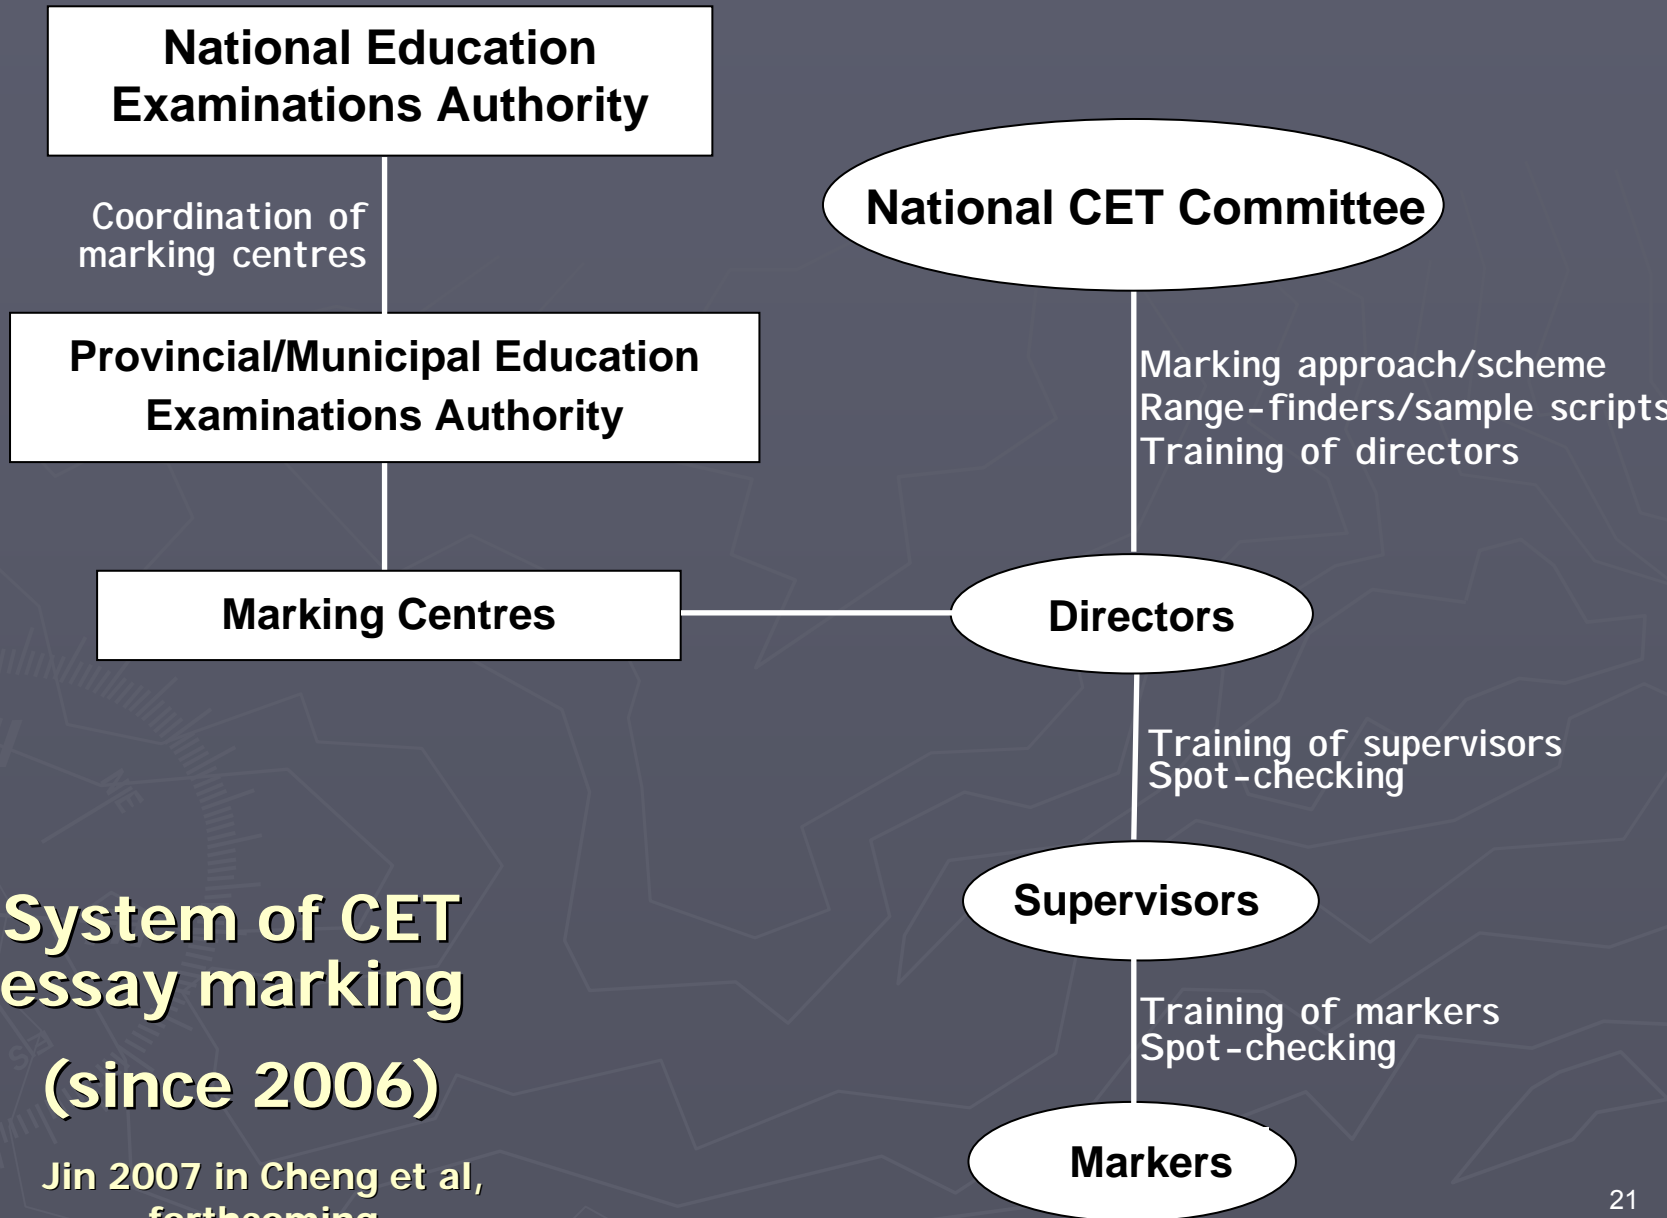 National Education
Examinations Authority
National CET Committee
Coordination of
marking centres
Provincial/Municipal Education
Examinations Authority
Marking approach/scheme
Range-finders/sample scripts
Training of directors
Marking Centres
Directors
Training of supervisors
Spot-checking
Supervisors
System of CET
essay marking
(since 2006)
Training of markers
Spot-checking
Markers
Jin 2007 in Cheng et al,
forthcoming
21